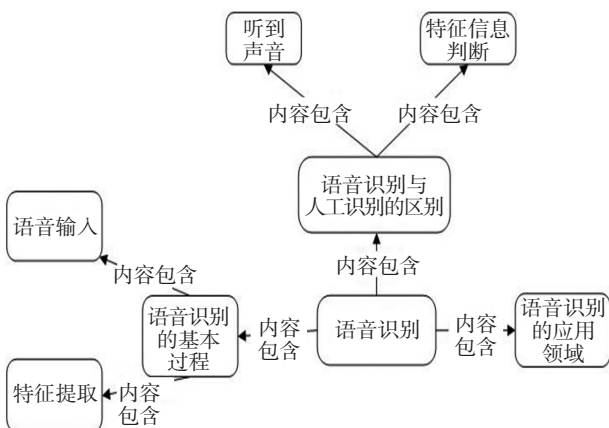 听到
声音
特征信息
判断
内容包含
内容包含
语音识别与
人工识别的区别
语音输入
内容包含
内容包含
语音识别
的基本
过程
内容
包含
语音识别
内容
包含
语音识别
的应用
领域
特征提取
内容
包含